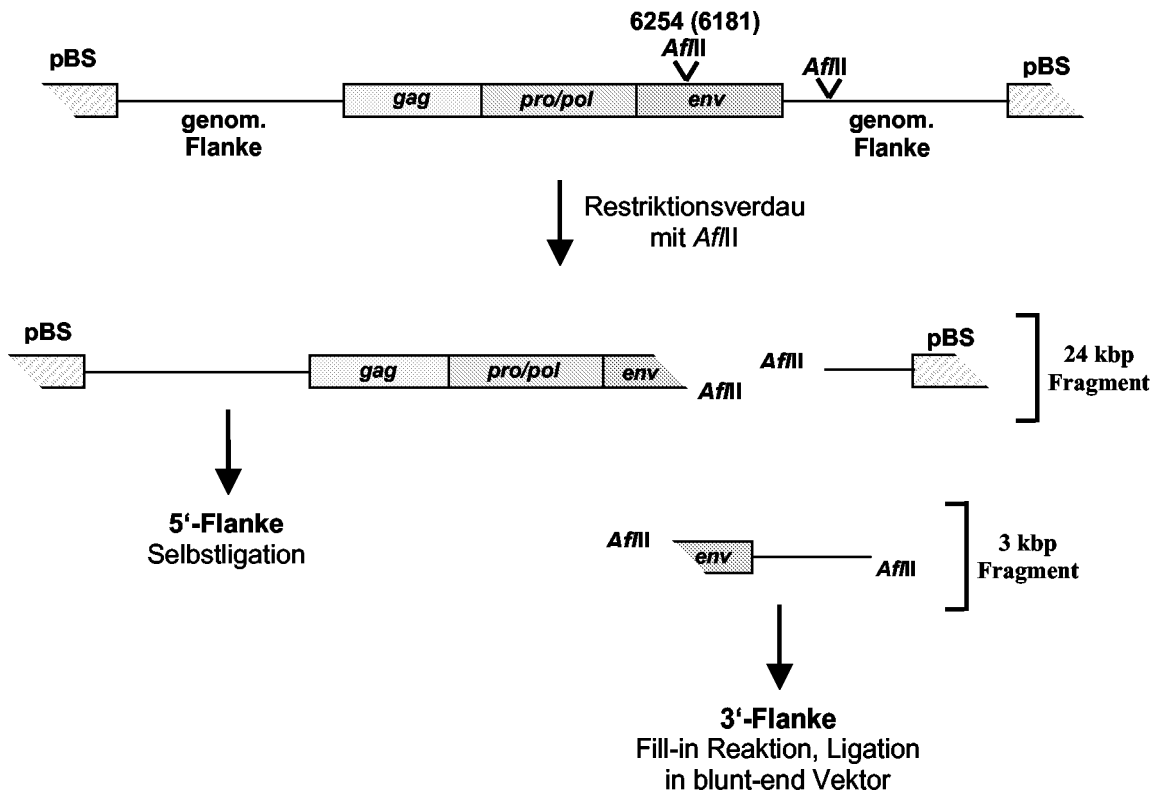 6254 (6181)
AflII
pBS
AflII
pBS
gag
pro/pol
env
genom.
Flanke
genom.
Flanke
Restriktionsverdau
mit AflII
pBS
gag
pro/pol
env
AflII
AflII
pBS
24 kbp
Fragment
5‘-Flanke
Selbstligation
AflII
env
AflII
3 kbp
Fragment
3‘-Flanke
Fill-in Reaktion, Ligation
in blunt-end Vektor